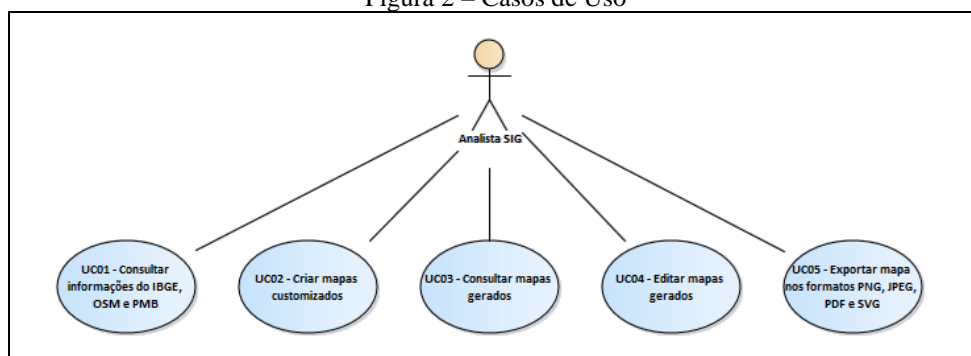 Figura 2 – Casos de Uso
Analista SIG
UC01 - Consultar
informações do IBGE,
OSM e PMB
UC02 - Criar mapas
customizados
UC03 - Consultar mapas
gerados
UC04 - Editar mapas
gerados
UC05 - Exportar mapa
nos formatos PNG, JPEG,
PDF e SVG